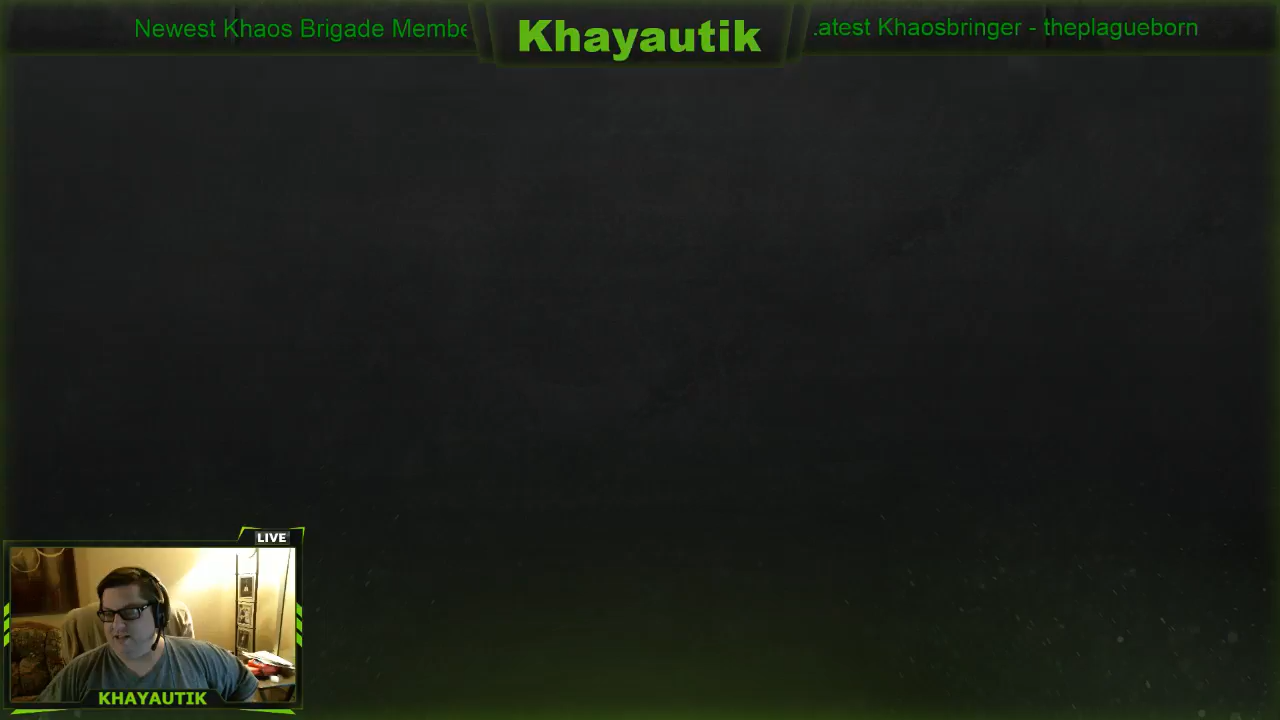 Newest Khaos Brigade Membe
Khayautik
.atest Khaosbringer - theplagueborn
LIVE
KHAYAUTIK